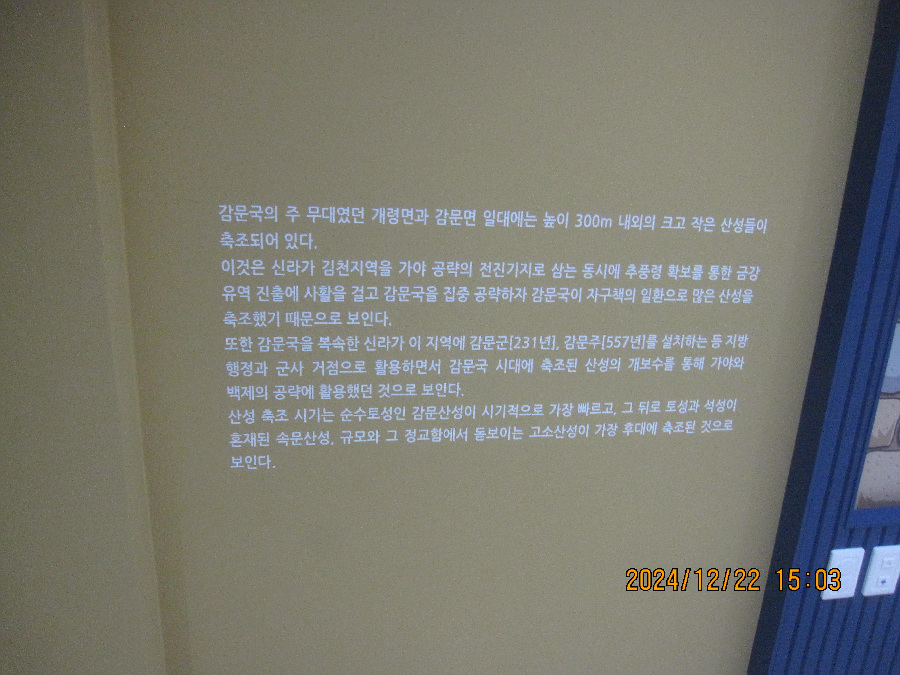 감문국의 주 무대였던 개령면과 감문면 일대에는 높이 300m 내외의 크고 작은 산성들이
축조되어 있다.
이것은 신라가 김천지역을 가야 공략의 전진기지로 삼는 동시에 추풍령 확보를 통한 금강
유역 진출에 사활을 걸고 감문국을 집중 공략하자 감문국이 자구책의 일환으로 많은 산성을
축조했기 때문으로 보인다.
또한 감문국을 복속한 신라가 이 지역에 감문군[231년], 감문주[557년]를 설치하는 등 지방
행정과 군사 거점으로 활용하면서 감문국 시대에 축조된 산성의 개보수를 통해 가야와
백제의 공략에 활용했던 것으로 보인다.
산성 축조 시기는 순수토성인 감문산성이 시기적으로 가장 빠르고, 그 뒤로 토성과 석성이
혼재된 속문산성, 규모와 그 정교함에서 돋보이는 고소산성이 가장 후대에 축조된 것으로
보인다.
2024/12/22 15:03